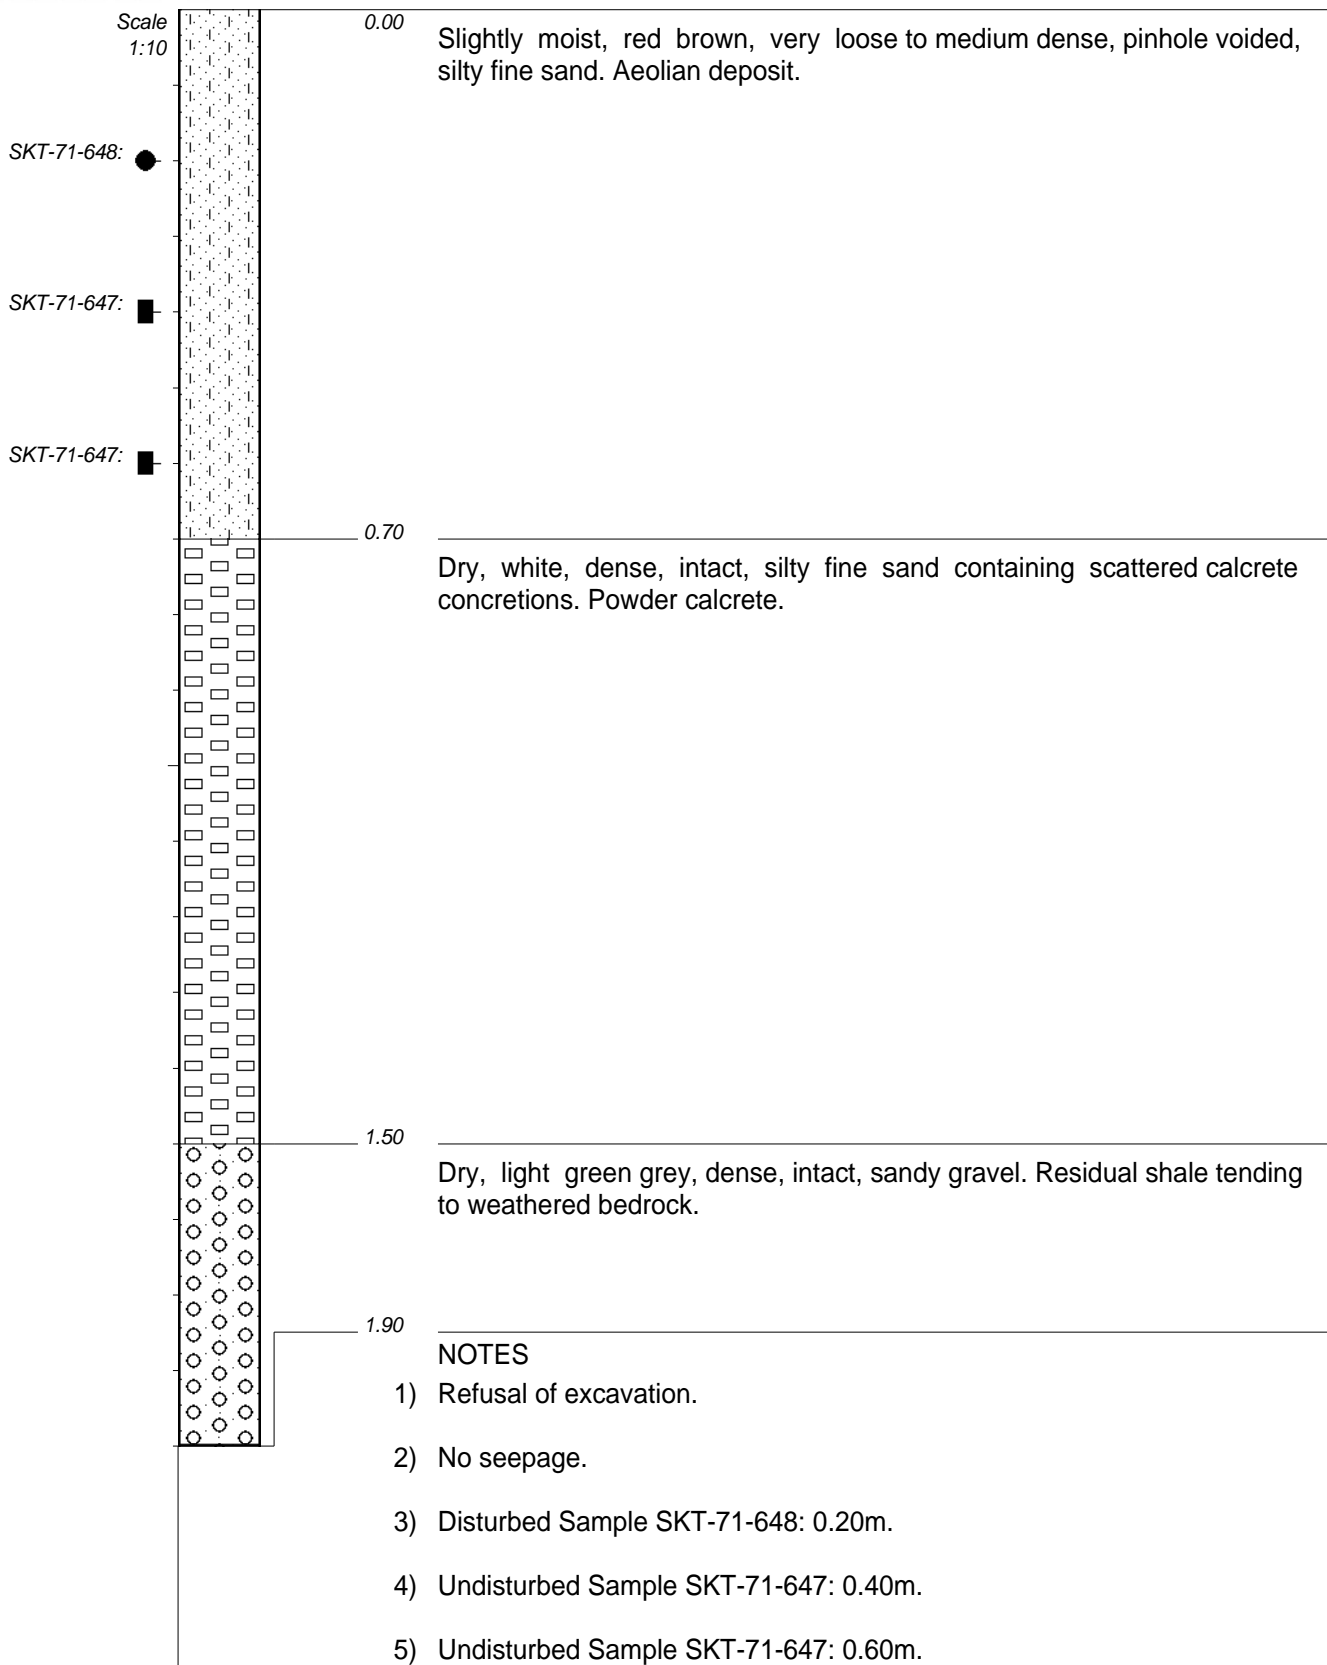 Scale
1:10
0.00
Slightly moist, red brown, very loose to medium dense, pinhole voided,
silty fine sand. Aeolian deposit.
SKT-71-648:
SKT-71-647:
SKT-71-647:
0.70
Dry, white, dense, intact, silty fine sand containing scattered calcrete
concretions. Powder calcrete.
1.50
Dry, light green grey, dense, intact, sandy gravel. Residual shale tending
to weathered bedrock.
1.90
NOTES
1) Refusal of excavation.
2) No seepage.
3) Disturbed Sample SKT-71-648: 0.20m.
4) Undisturbed Sample SKT-71-647: 0.40m.
5) Undisturbed Sample SKT-71-647: 0.60m.